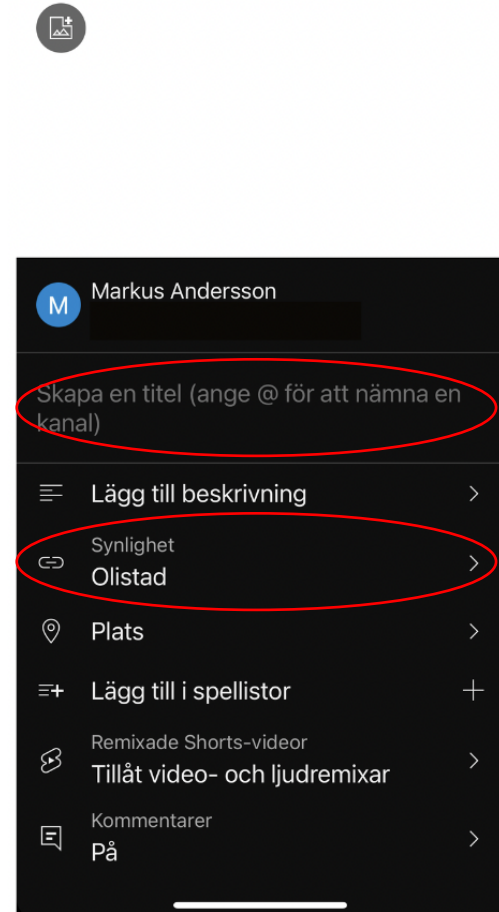 M
Markus Andersson
Skapa en titel (ange @ för att nämna en
kanal)
Lägg till beskrivning
Synlighet
Olistad
Plats
Lägg till i spellistor
Remixade Shorts-videor
Tillåt video- och ljudremixar
Kommentarer
På